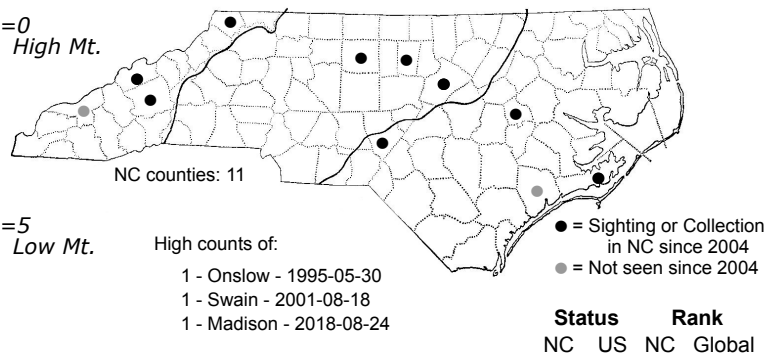 =0
High Mt.
NC counties: 11
=5
Low Mt.
High counts of:
1 - Onslow - 1995-05-30
1 - Swain - 2001-08-18
1 - Madison - 2018-08-24
= Sighting or Collection
in NC since 2004
= Not seen since 2004
Status Rank
NC US NC Global